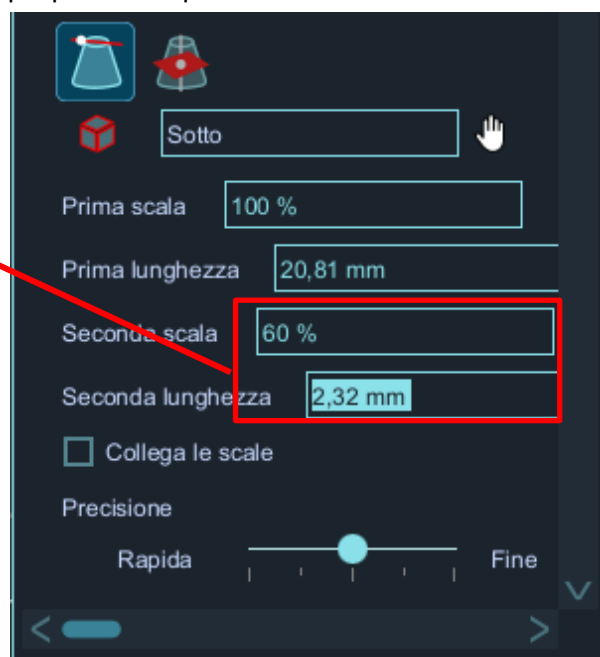 Sotto
Prima scala 100 %
Prima lunghezza 20,81 mm
Seconda scala 60 %
Seconda lunghezza 2,32 mm
Collega le scale
Precisione
Rapida Fine